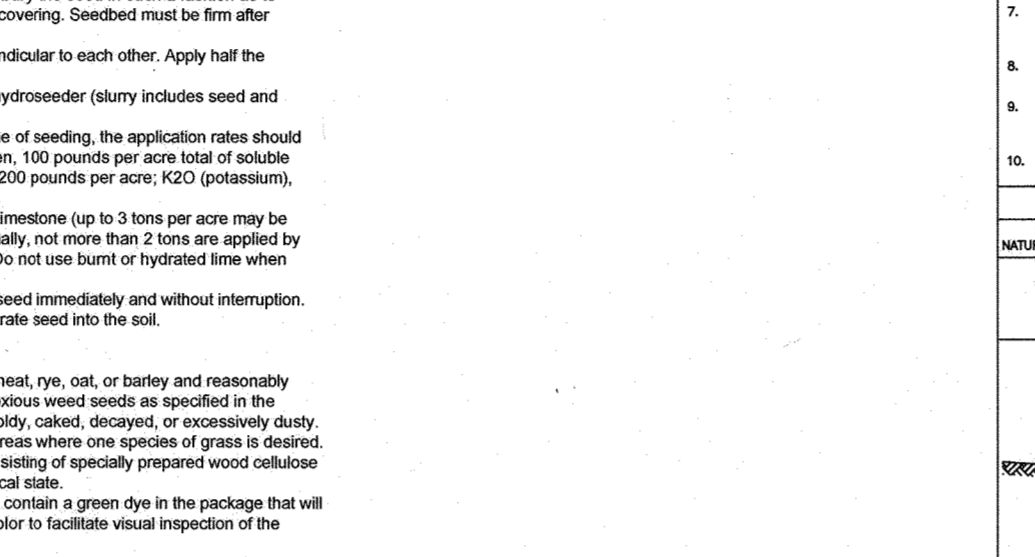 covering. Seedbed must be firm after
ndicular to each other. Apply half the
ydroseeder (slurry includes seed and
e of seeding, the application rates should
en, 100 pounds per acre total of soluble
200 pounds per acre; K2O (potassium),
imestone (up to 3 tons per acre may be
ally, not more than 2 tons are applied by
Do not use burnt or hydrated lime when
seed immediately and without interruption.
rate seed into the soil.
heat, rye, oat, or barley and reasonably
xious weed seeds as specified in the
oldy, caked, decayed, or excessively dusty.
reas where one species of grass is desired.
sisting of specially prepared wood cellulose
cal state.
contain a green dye in the package that will
olor to facilitate visual inspection of the
7.
8.
9.
10.
NATU